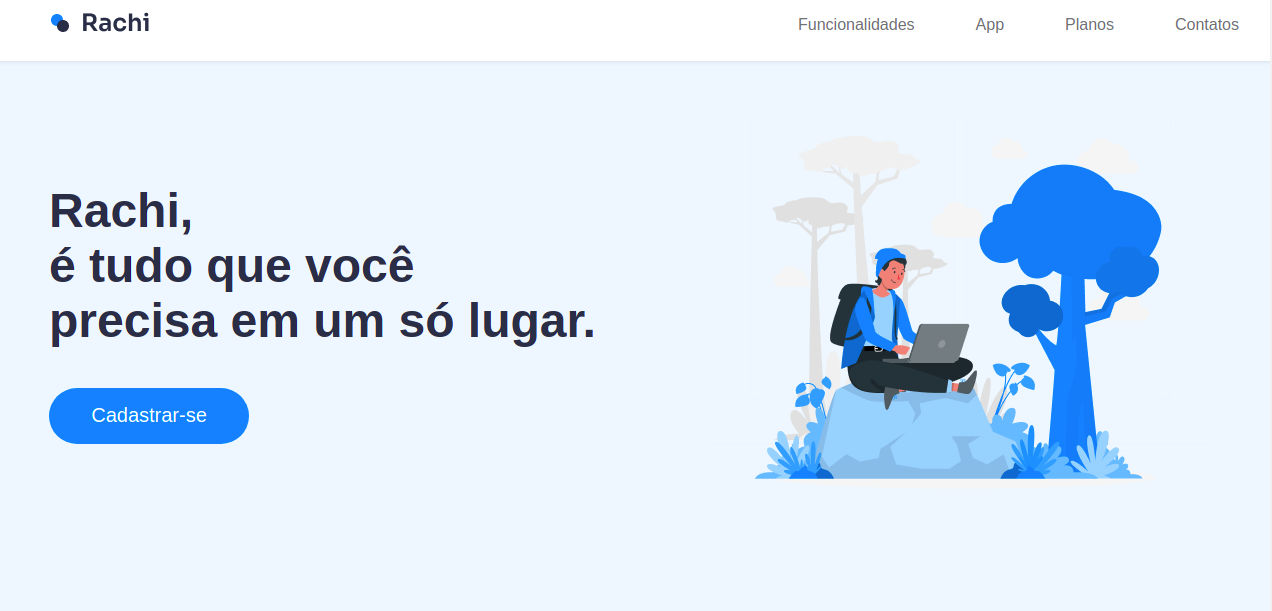 Rachi
Funcionalidades
App
Planos
Contatos
Rachi,
é tudo que você
precisa em um só lugar.
Cadastrar-se